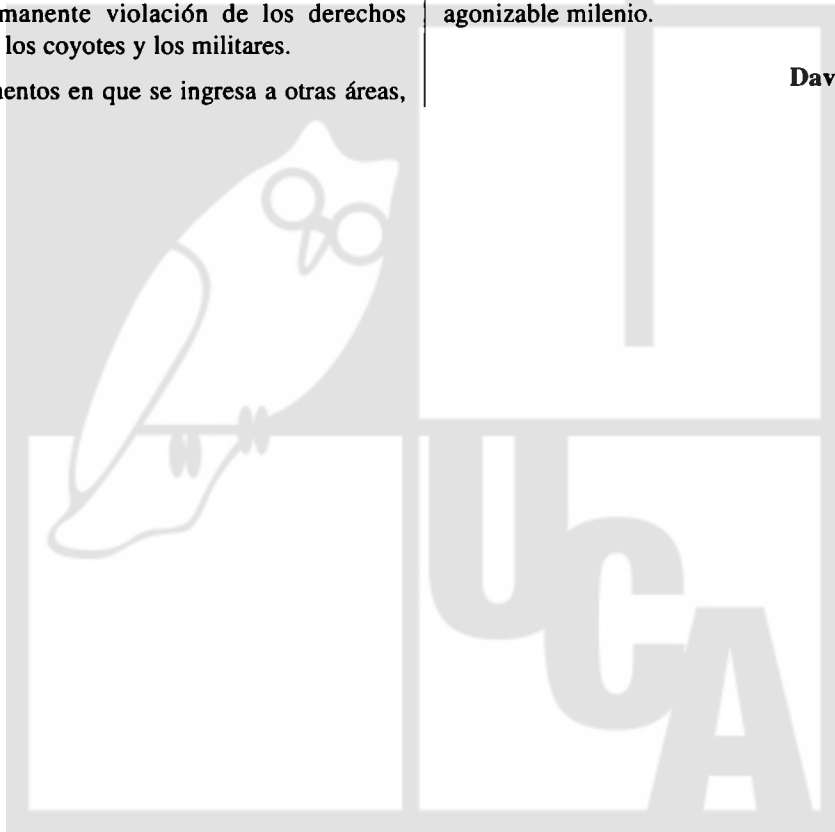 manente violación de los derechos
los coyotes y los militares.
mentos en que se ingresa a otras áreas,
agonizable milenio.
Dav
UCA